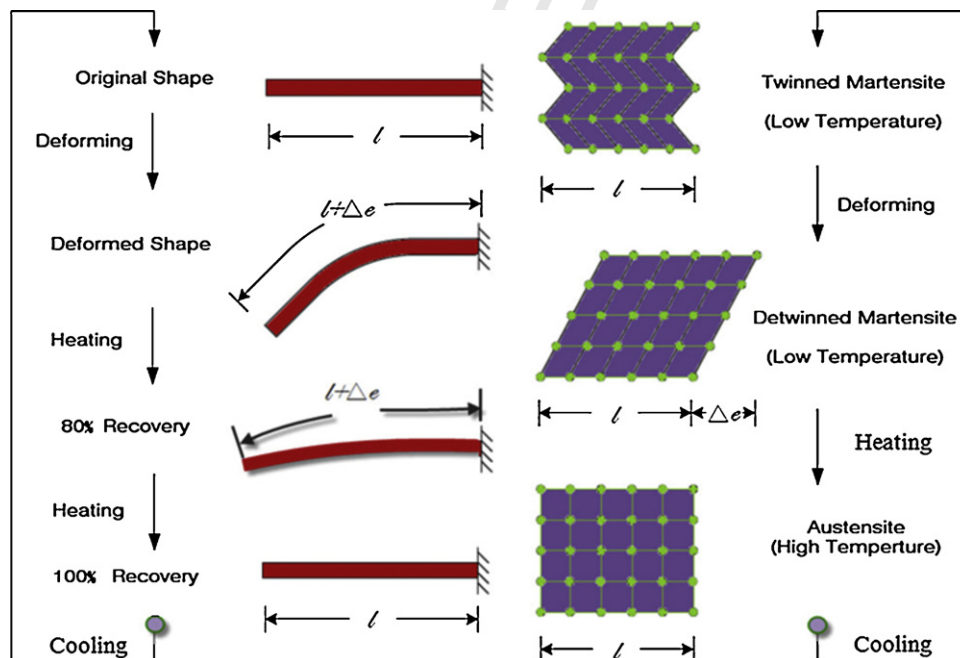 Original Shape
Deforming
Deformed Shape
Heating
80% Recovery
Heating
100% Recovery
Cooling
l
l+△e
l+△e
l
l
l
△e
l
Twinned Martensite
(Low Temperature)
Deforming
Detwinned Martensite
(Low Temperature)
Heating
Austensite
(High Temperture)
Cooling